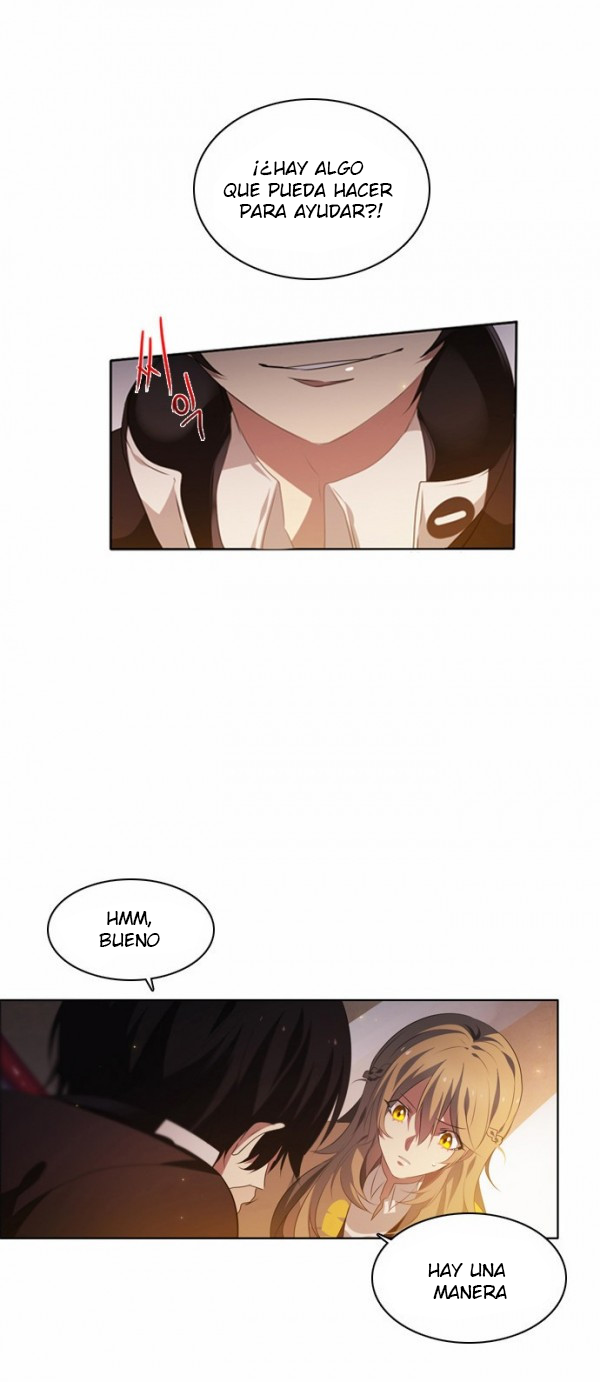 ¡¿HAY ALGO
QUE PUEDA HACER
PARA AYUDAR?!
씨익
HMM,
BUENO
HAY UNA
MANERA